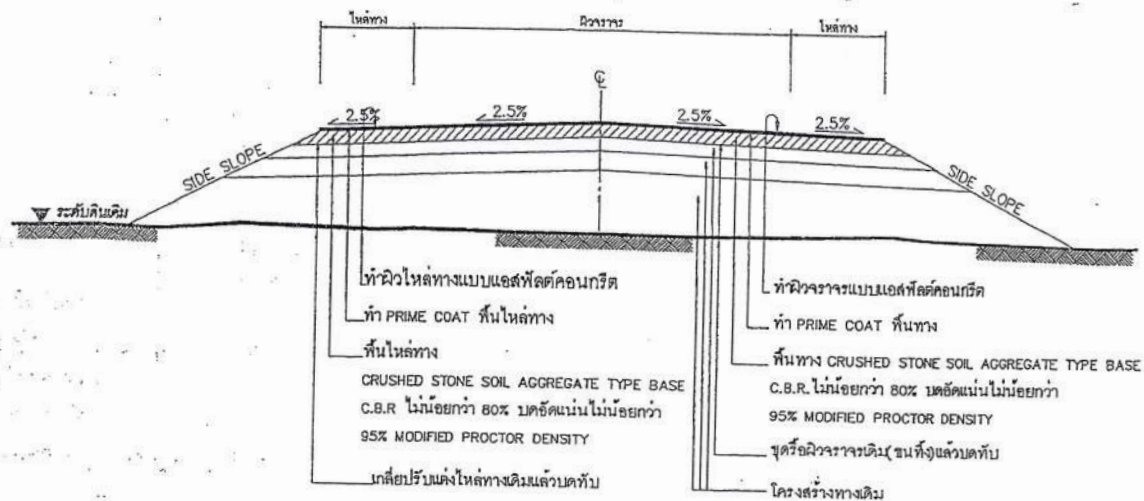 ไหล่ทาง
ผิวจราจร
ไหล่ทาง
℄
2.5%
2.5%
2.5%
2.5%
SIDE SLOPE
SIDE SLOPE
ระดับดินเดิม
ทำผิวไหล่ทางแบบแอสฟัลต์คอนกรีต
ทำ PRIME COAT พื้นไหล่ทาง
พื้นไหล่ทาง
CRUSHED STONE SOIL AGGREGATE TYPE BASE
C.B.R ไม่น้อยกว่า 80% บดอัดแน่นไม่น้อยกว่า
95% MODIFIED PROCTOR DENSITY
เกลี่ยปรับแต่งไหล่ทางเดิมแล้วบดทับ
ทำผิวจราจรแบบแอสฟัลต์คอนกรีต
ทำ PRIME COAT พื้นทาง
พื้นทาง CRUSHED STONE SOIL AGGREGATE TYPE BASE
C.B.R. ไม่น้อยกว่า 80% บดอัดแน่นไม่น้อยกว่า
95% MODIFIED PROCTOR DENSITY
ขุดรื้อผิวจราจรเดิม(ขนทิ้ง)แล้วบดทับ
โครงสร้างทางเดิม